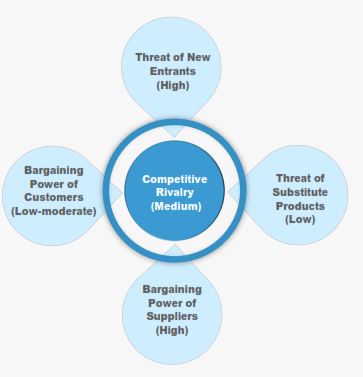 Threat of New
Entrants
(High)
Bargaining
Power of
Customers
(Low-moderate)
Competitive
Rivalry
(Medium)
Threat of
Substitute
Products
(Low)
Bargaining
Power of
Suppliers
(High)